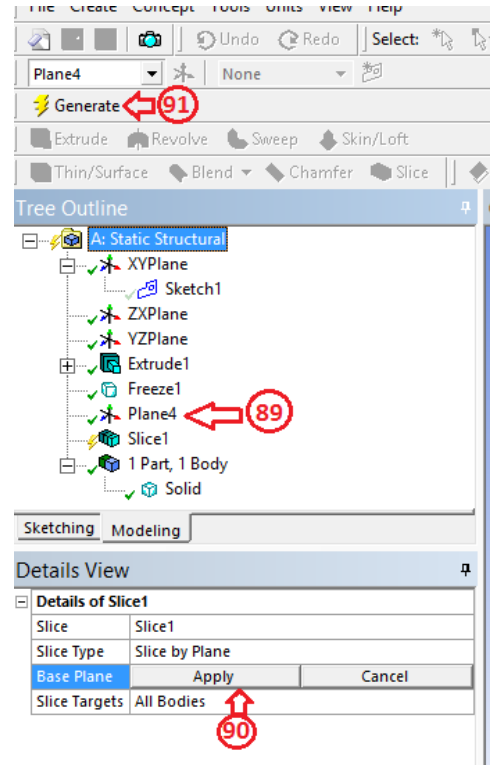 File Create Concept Tools Units View Help
Undo Redo Select:
Plane4 None
Generate 91
Extrude Revolve Sweep Skin/Loft
Thin/Surface Blend Chamfer Slice
Tree Outline
A: Static Structural
XYPlane
Sketch1
ZXPlane
YZPlane
Extrude1
Freeze1
Plane4 89
Slice1
1 Part, 1 Body
Solid
Sketching Modeling
Details View
Details of Slice1
Slice Slice1
Slice Type Slice by Plane
Base Plane Apply Cancel
Slice Targets All Bodies
90